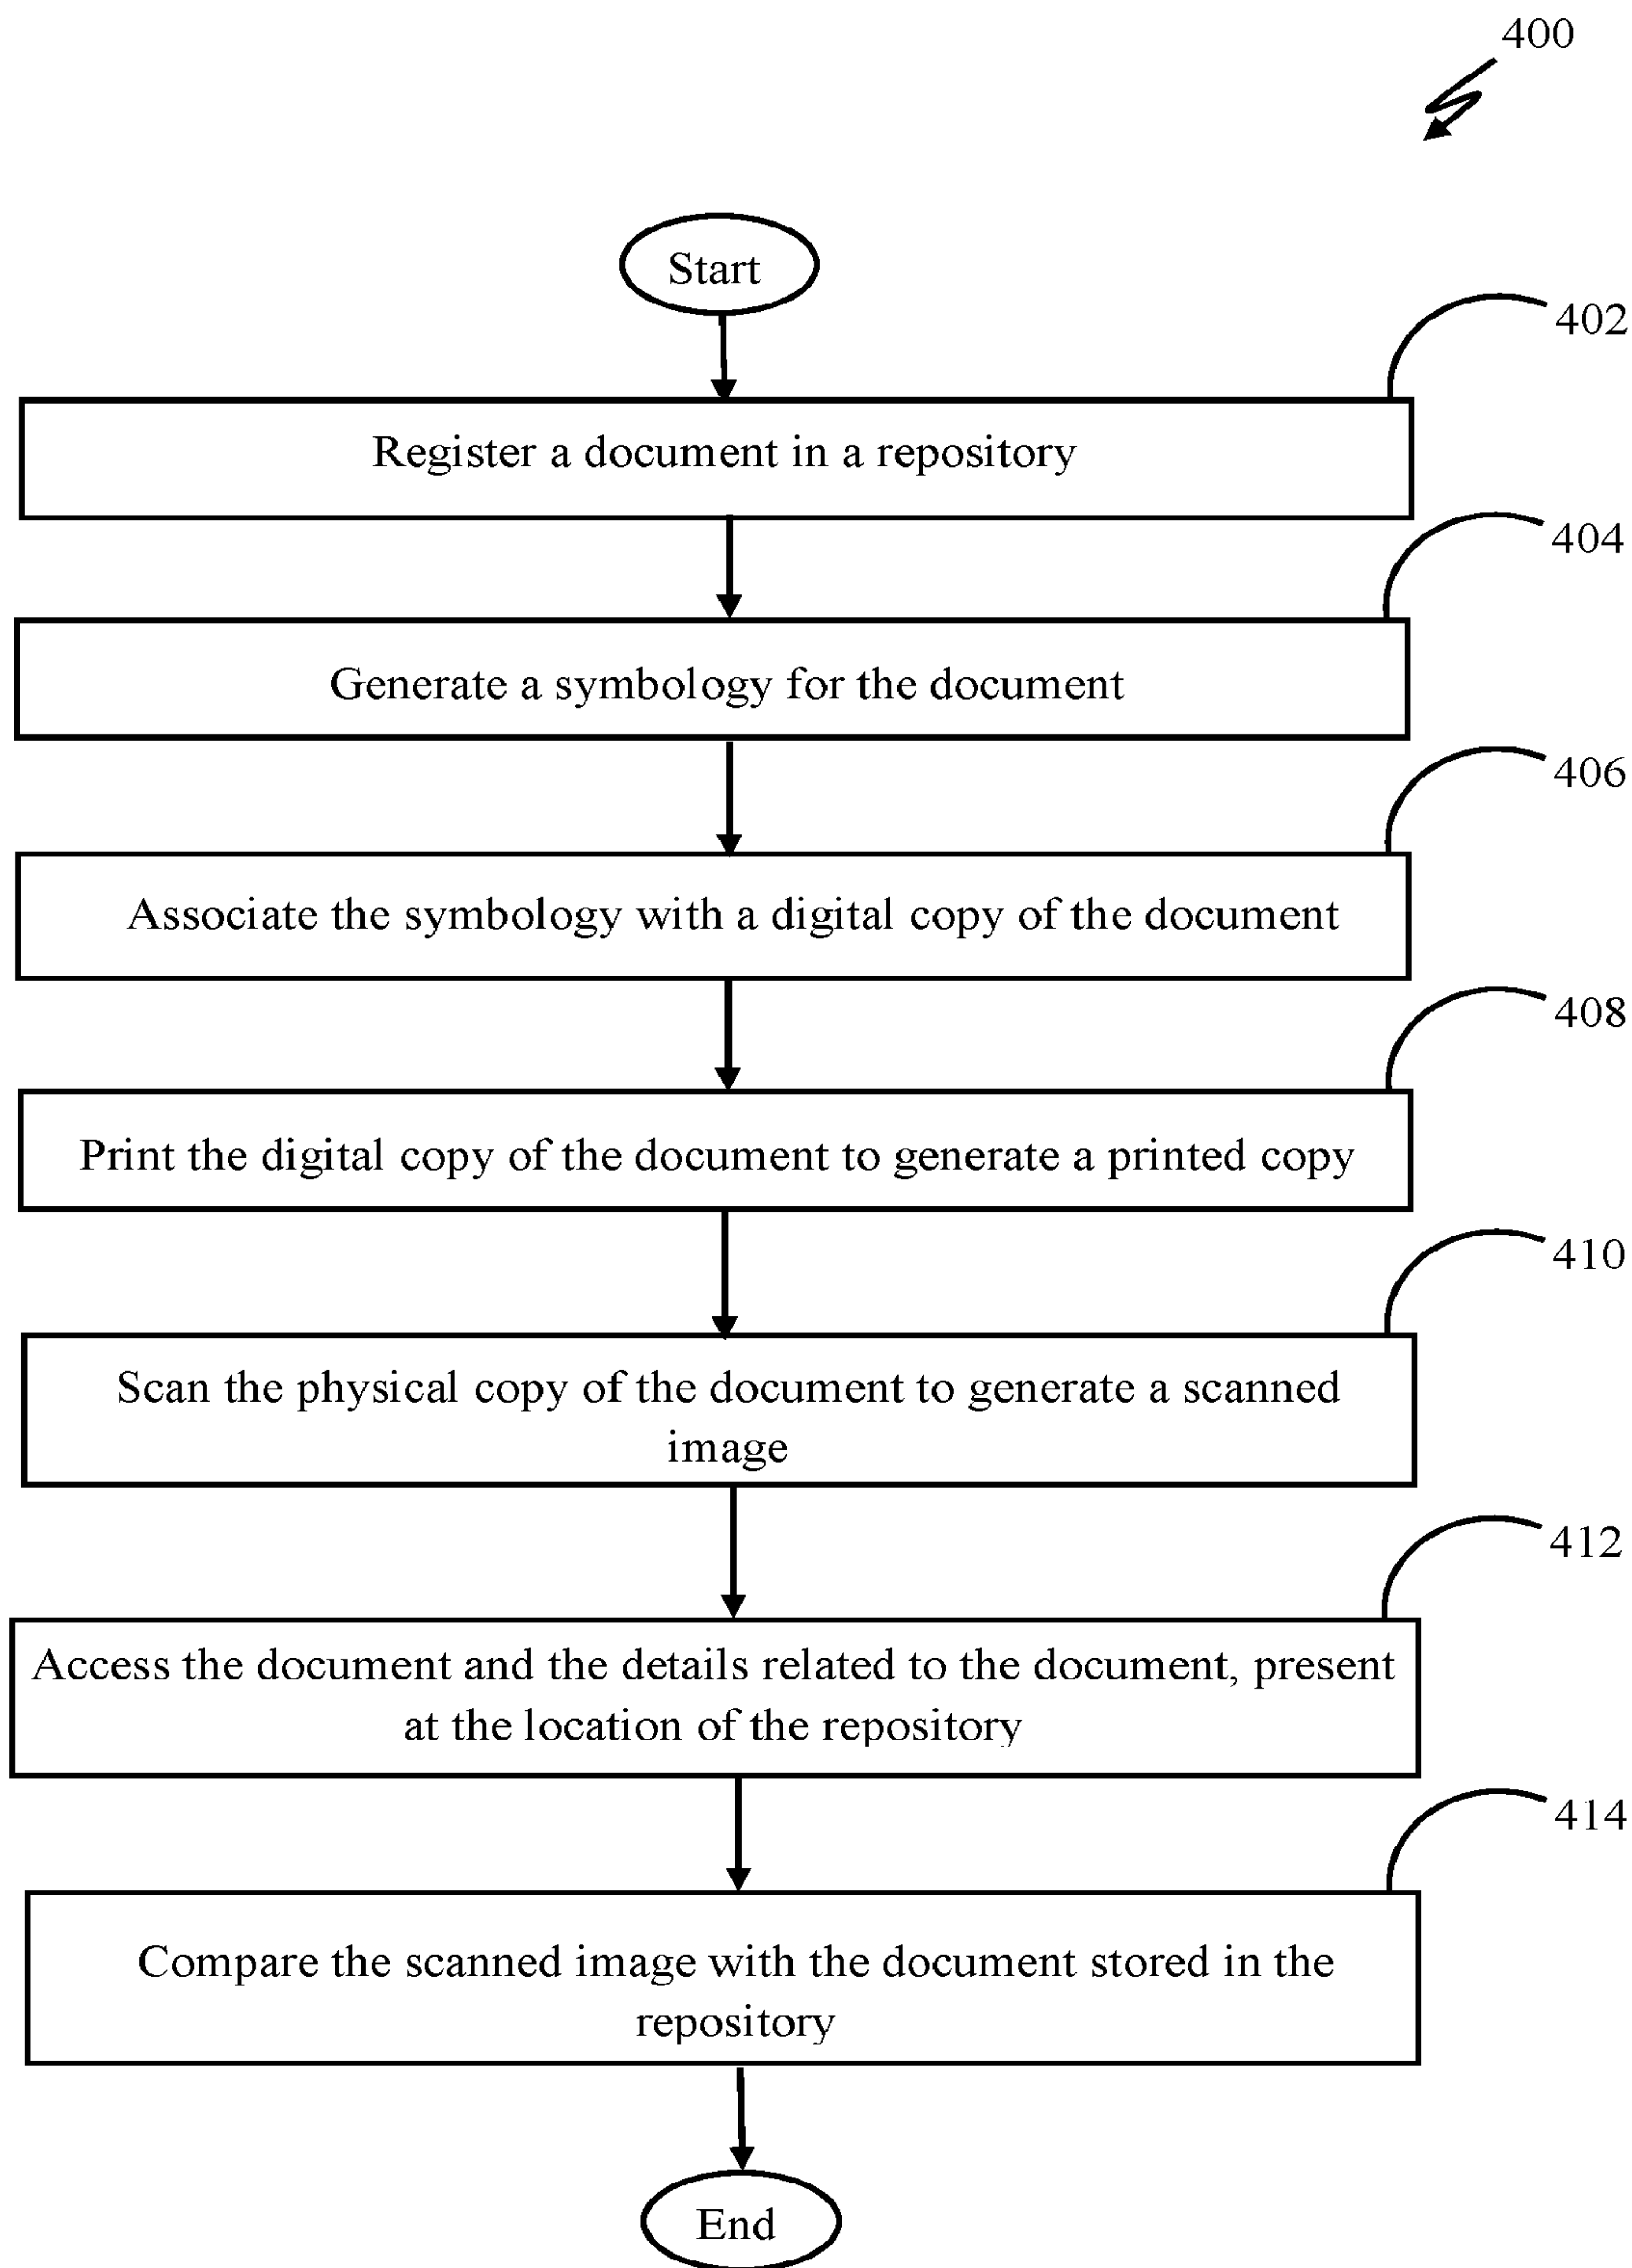 400
Start
402
Register a document in a repository
404
Generate a symbology for the document
406
Associate the symbology with a digital copy of the document
408
Print the digital copy of the document to generate a printed copy
410
Scan the physical copy of the document to generate a scanned
image
412
Access the document and the details related to the document, present
at the location of the repository
414
Compare the scanned image with the document stored in the
repository
End